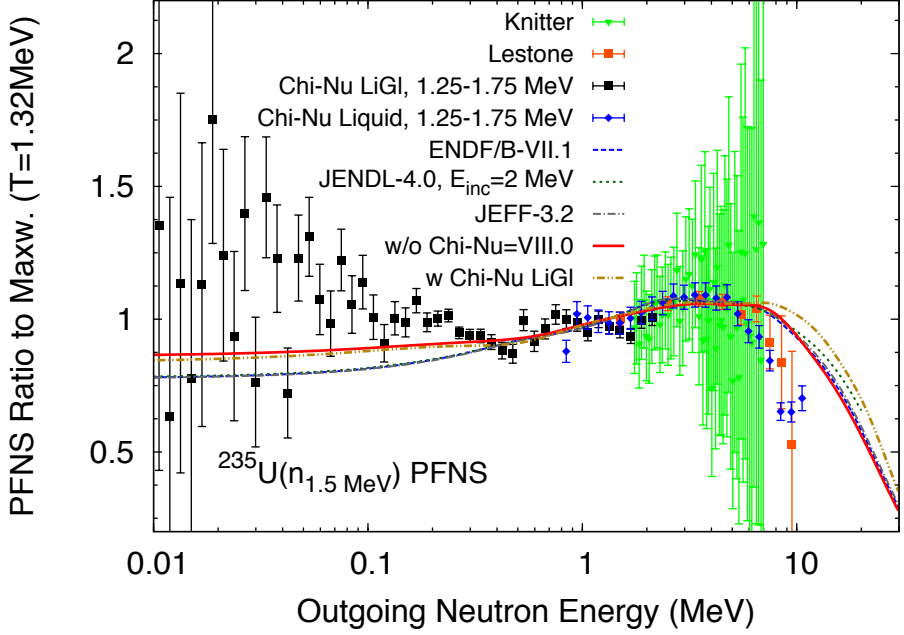 PFNS Ratio to Maxw. (T=1.32MeV)
2
1.5
1
0.5
Knitter
Lestone
Chi-Nu LiGl, 1.25-1.75 MeV
Chi-Nu Liquid, 1.25-1.75 MeV
ENDF/B-VII.1
JENDL-4.0, Einc=2 MeV
JEFF-3.2
w/o Chi-Nu=VIII.0
w Chi-Nu LiGl
235U(n1.5 MeV) PFNS
0.01
0.1
1
10
Outgoing Neutron Energy (MeV)